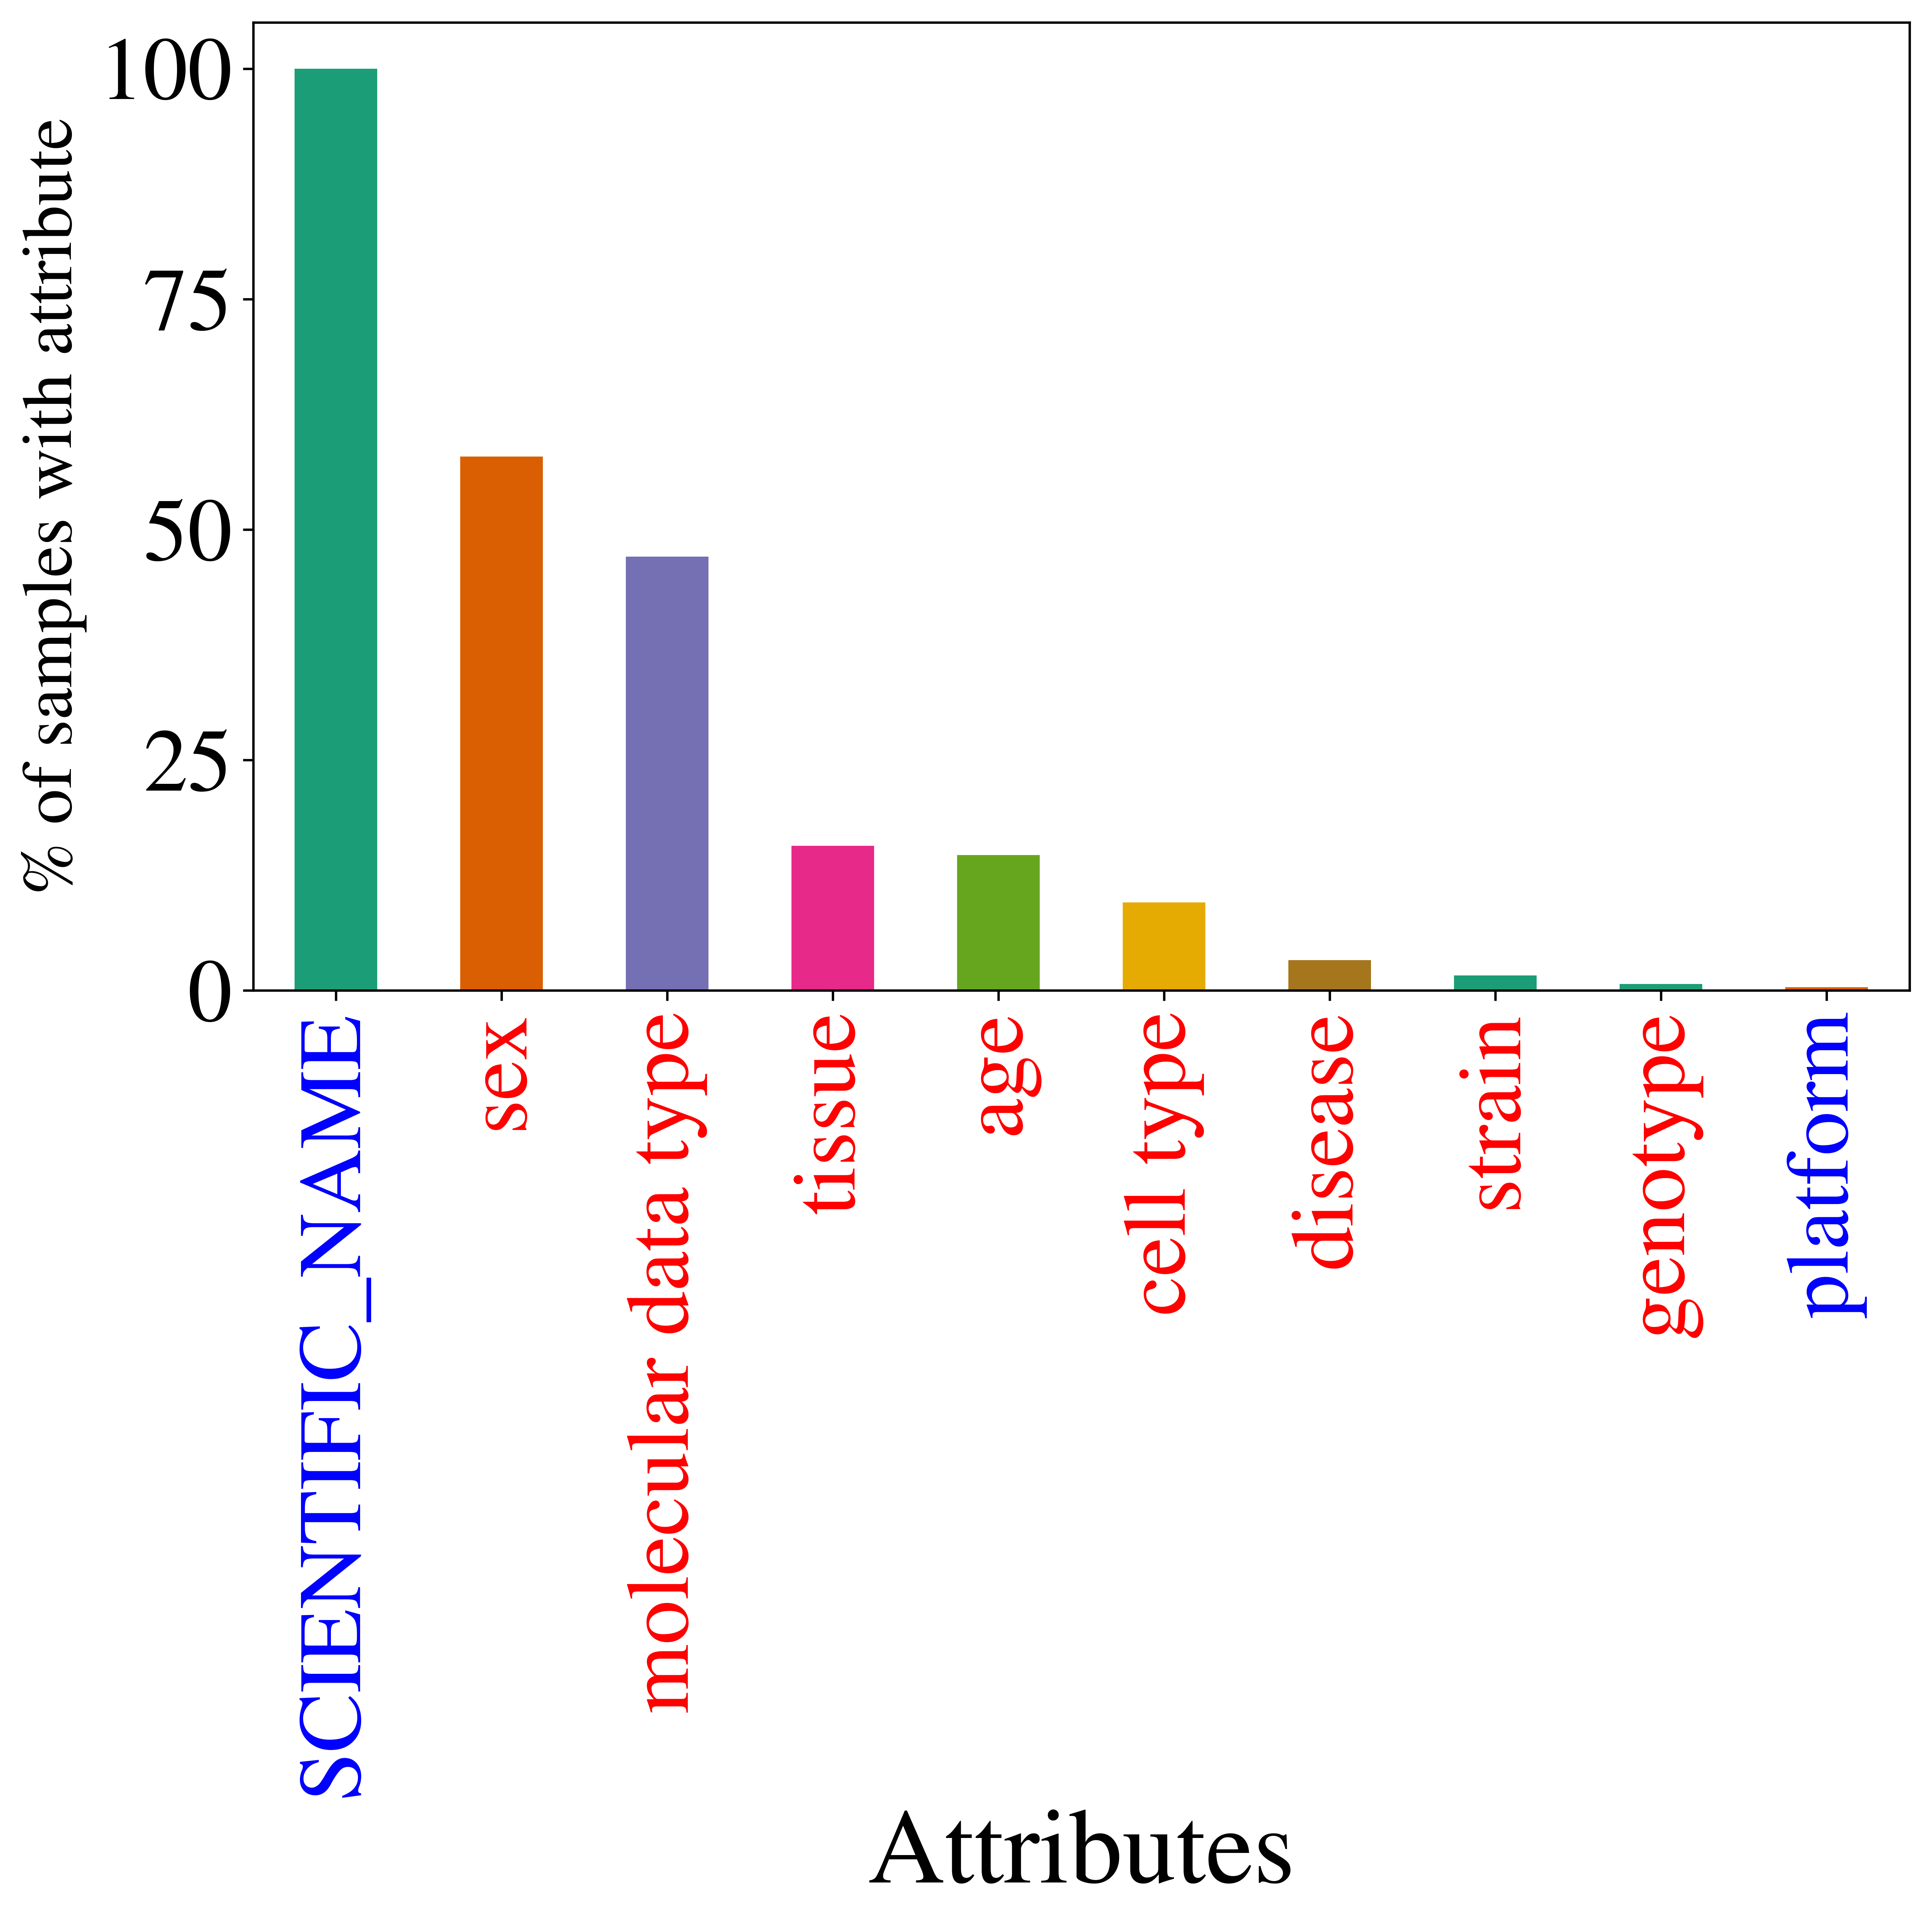 % of samples with attribute
100
75
50
25
0
SCIENTIFIC_NAME
sex
molecular data type
tissue
age
cell type
disease
strain
genotype
platform
Attributes